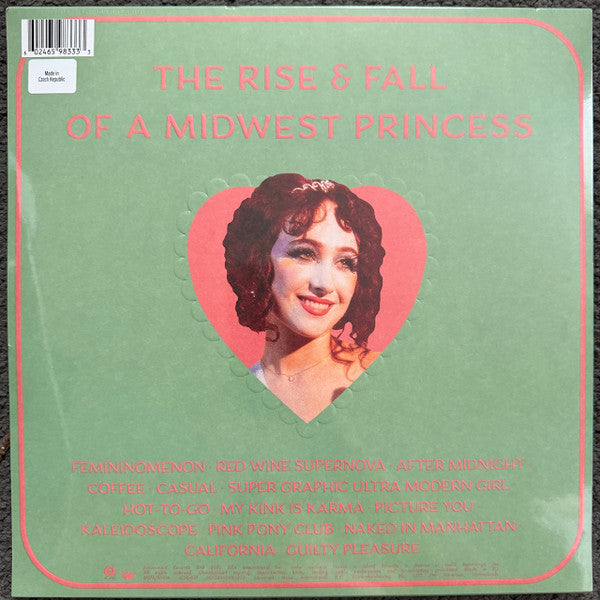 6 02465 98333 3
Made in
Czech Republic
THE RISE & FALL
OF A MIDWEST PRINCESS
FEMININOMENON · RED WINE SUPERNOVA · AFTER MIDNIGHT
COFFEE · CASUAL · SUPER GRAPHIC ULTRA MODERN GIRL
HOT-TO-GO · MY KINK IS KARMA · PICTURE YOU
KALEIDOSCOPE · PINK PONY CLUB · NAKED IN MANHATTAN
CALIFORNIA · GUILTY PLEASURE